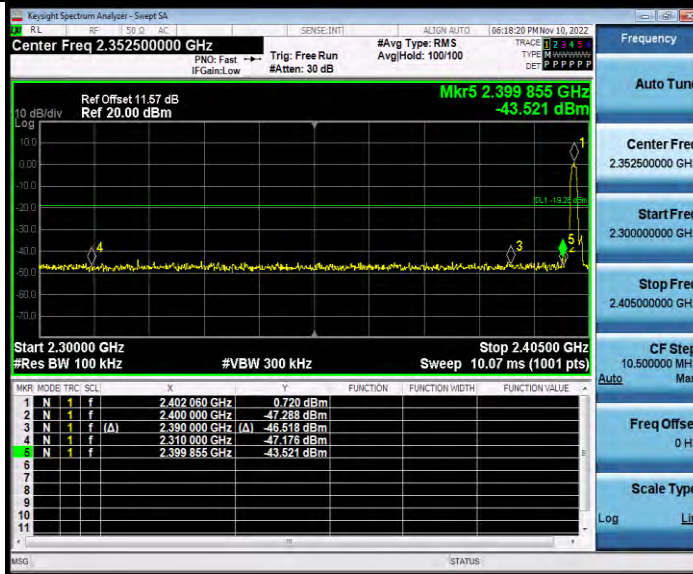 Keysight Spectrum Analyzer - Swept SA
RL RF 50 Ω AC SENSE:INT ALIGN AUTO 06:18:20 PM Nov 10, 2022
Center Freq 2.352500000 GHz
#Avg Type: RMS
TRACE 1 2 3 4 5 6
PNO: Fast
Trig: Free Run
Avg|Hold: 100/100
TYPE M WWWWW
IFGain:Low
#Atten: 30 dB
DET P P P P P P
Ref Offset 11.57 dB
Mkr5 2.399 855 GHz
10 dB/div Ref 20.00 dBm
-43.521 dBm
Log
10.0
0.00
-10.0
-20.0
-30.0
-40.0
-50.0
-60.0
-70.0
1
DL1 -19.28 dBm
4
3
5
2
Start 2.30000 GHz Stop 2.40500 GHz
#Res BW 100 kHz #VBW 300 kHz Sweep 10.07 ms (1001 pts)
MKR MODE TRC SCL X Y FUNCTION FUNCTION WIDTH FUNCTION VALUE
1 N 1 f 2.402 060 GHz 0.720 dBm
2 N 1 f 2.400 000 GHz -47.288 dBm
3 N 1 f (Δ) 2.390 000 GHz (Δ) -46.518 dBm
4 N 1 f 2.310 000 GHz -47.176 dBm
5 N 1 f 2.399 855 GHz -43.521 dBm
6
7
8
9
10
11
MSG STATUS
Frequency
Auto Tune
Center Freq
2.352500000 GHz
Start Freq
2.300000000 GHz
Stop Freq
2.405000000 GHz
CF Step
10.500000 MH
Auto Man
Freq Offset
0 Hz
Scale Type
Log Lin